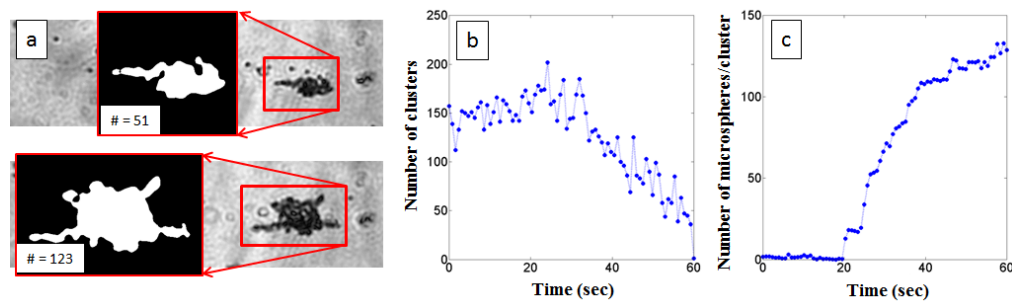 a
# = 51
# = 123
b
Number of clusters
250
200
150
100
50
0
0
20
40
60
Time (sec)
c
Number of microspheres/cluster
150
100
50
0
0
20
40
60
Time (sec)